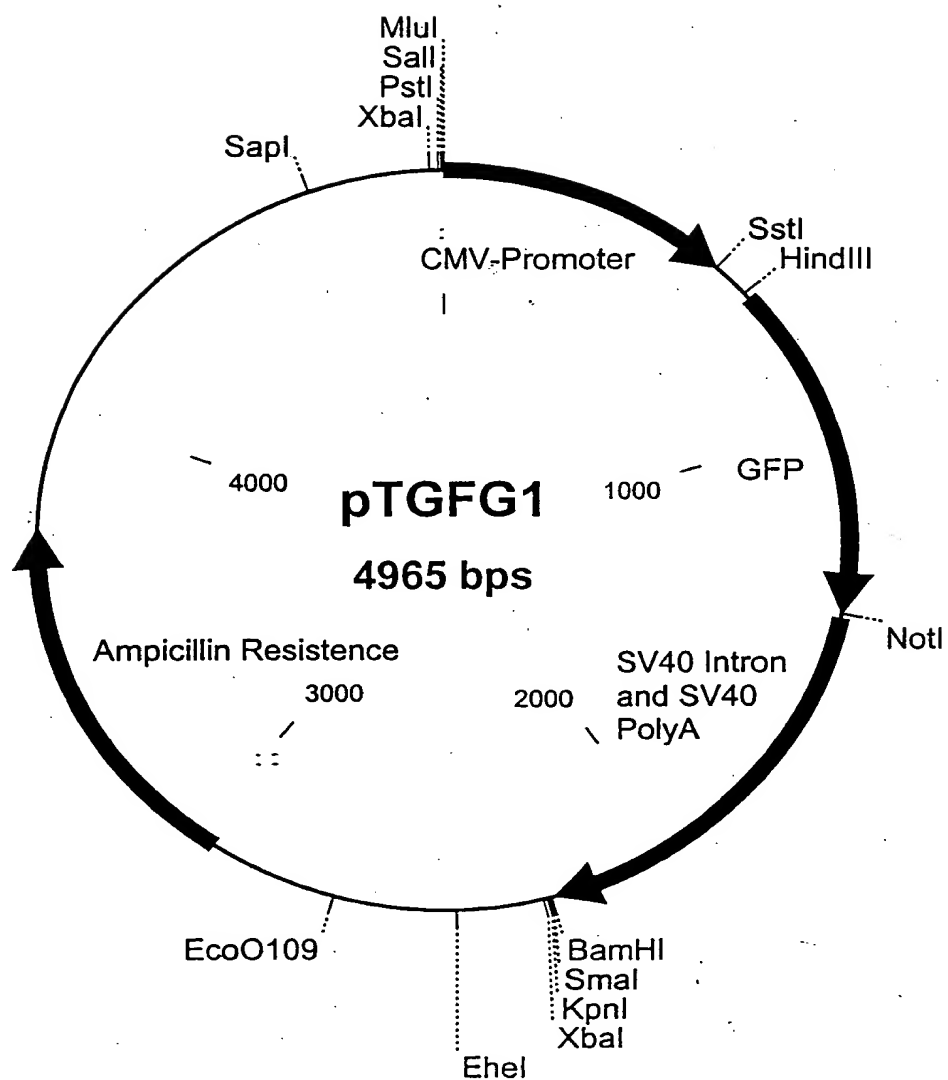 MluI
SalI
PstI
XbaI
SapI
SstI
HindIII
CMV-Promoter
GFP
4000
pTGFG1
1000
4965 bps
NotI
Ampicillin Resistence
SV40 Intron
and SV40
PolyA
3000
2000
EcoO109
BamHI
SmaI
KpnI
XbaI
EheI